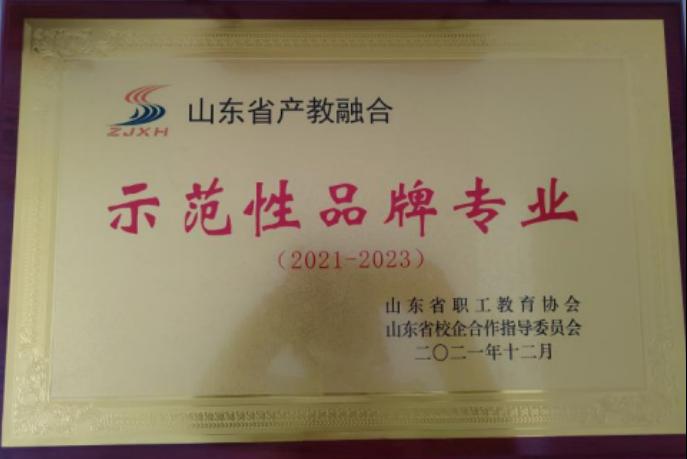 ZJXH
山东省产教融合
示范性品牌专业
(2021-2023)
山东省职工教育协会
山东省校企合作指导委员会
二〇二一年十二月